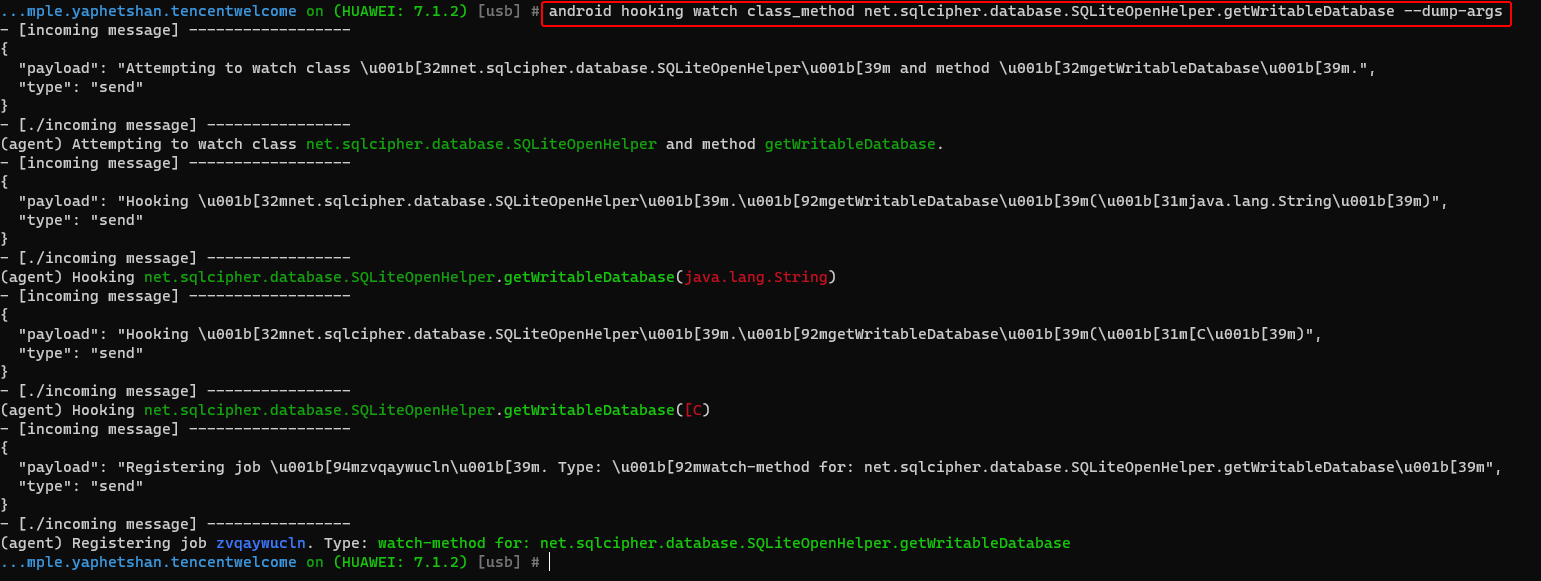 ...mple.yaphetshan.tencentwelcome on (HUAWEI: 7.1.2) [usb] # android hooking watch class_method net.sqlcipher.database.SQLiteOpenHelper.getWritableDatabase --dump-args
- [incoming message] ------------------
{
  "payload": "Attempting to watch class \u001b[32mnet.sqlcipher.database.SQLiteOpenHelper\u001b[39m and method \u001b[32mgetWritableDatabase\u001b[39m.",
  "type": "send"
}
- [./incoming message] ----------------
(agent) Attempting to watch class net.sqlcipher.database.SQLiteOpenHelper and method getWritableDatabase.
- [incoming message] ------------------
{
  "payload": "Hooking \u001b[32mnet.sqlcipher.database.SQLiteOpenHelper\u001b[39m.\u001b[92mgetWritableDatabase\u001b[39m(\u001b[31mjava.lang.String\u001b[39m)",
  "type": "send"
}
- [./incoming message] ----------------
(agent) Hooking net.sqlcipher.database.SQLiteOpenHelper.getWritableDatabase(java.lang.String)
- [incoming message] ------------------
{
  "payload": "Hooking \u001b[32mnet.sqlcipher.database.SQLiteOpenHelper\u001b[39m.\u001b[92mgetWritableDatabase\u001b[39m(\u001b[31m[C\u001b[39m)",
  "type": "send"
}
- [./incoming message] ----------------
(agent) Hooking net.sqlcipher.database.SQLiteOpenHelper.getWritableDatabase([C)
- [incoming message] ------------------
{
  "payload": "Registering job \u001b[94mzvqaywucln\u001b[39m. Type: \u001b[92mwatch-method for: net.sqlcipher.database.SQLiteOpenHelper.getWritableDatabase\u001b[39m",
  "type": "send"
}
- [./incoming message] ----------------
(agent) Registering job zvqaywucln. Type: watch-method for: net.sqlcipher.database.SQLiteOpenHelper.getWritableDatabase
...mple.yaphetshan.tencentwelcome on (HUAWEI: 7.1.2) [usb] #